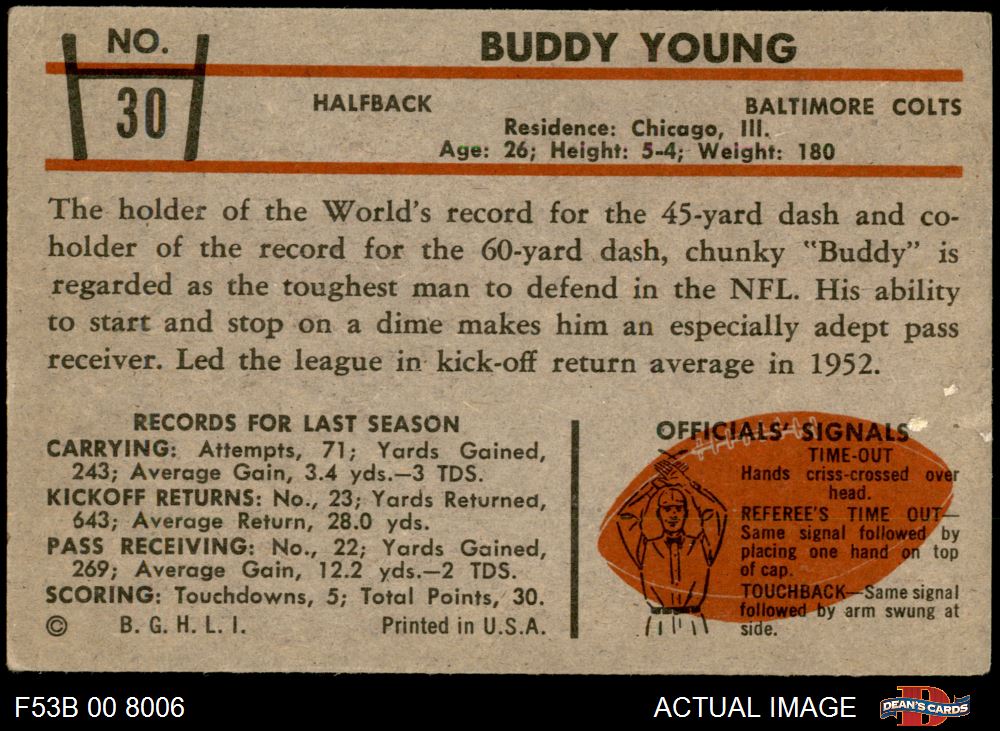 NO.
30
BUDDY YOUNG
HALFBACK
BALTIMORE COLTS
Residence: Chicago, Ill.
Age: 26; Height: 5-4; Weight: 180
The holder of the World's record for the 45-yard dash and co-
holder of the record for the 60-yard dash, chunky "Buddy" is
regarded as the toughest man to defend in the NFL. His ability
to start and stop on a dime makes him an especially adept pass
receiver. Led the league in kick-off return average in 1952.
RECORDS FOR LAST SEASON
CARRYING: Attempts, 71; Yards Gained,
243; Average Gain, 3.4 yds.—3 TDS.
KICKOFF RETURNS: No., 23; Yards Returned,
643; Average Return, 28.0 yds.
PASS RECEIVING: No., 22; Yards Gained,
269; Average Gain, 12.2 yds.—2 TDS.
SCORING: Touchdowns, 5; Total Points, 30.
© B. G. H. L. I. Printed in U.S.A.
OFFICIALS' SIGNALS
TIME-OUT
Hands criss-crossed over
head.
REFEREE'S TIME OUT—
Same signal followed by
placing one hand on top
of cap.
TOUCHBACK—Same signal
followed by arm swung at
side.
F53B 00 8006
ACTUAL IMAGE
D
DEAN'S CARDS